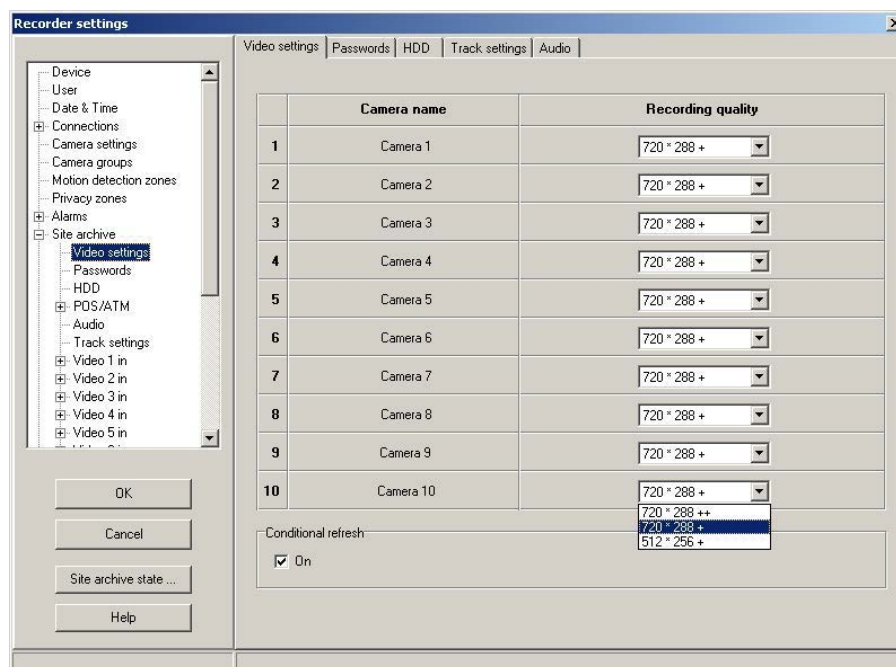 Recorder settings
Device
User
Date & Time
Connections
Camera settings
Camera groups
Motion detection zones
Privacy zones
Alarms
Site archive
Video settings
Passwords
HDD
POS/ATM
Audio
Track settings
Video 1 in
Video 2 in
Video 3 in
Video 4 in
Video 5 in
OK
Cancel
Site archive state ...
Help
Video settings Passwords HDD Track settings Audio
Camera name Recording quality
1 Camera 1 720 * 288 +
2 Camera 2 720 * 288 +
3 Camera 3 720 * 288 +
4 Camera 4 720 * 288 +
5 Camera 5 720 * 288 +
6 Camera 6 720 * 288 +
7 Camera 7 720 * 288 +
8 Camera 8 720 * 288 +
9 Camera 9 720 * 288 +
10 Camera 10 720 * 288 +
720 * 288 ++
720 * 288 +
512 * 256 +
Conditional refresh
On